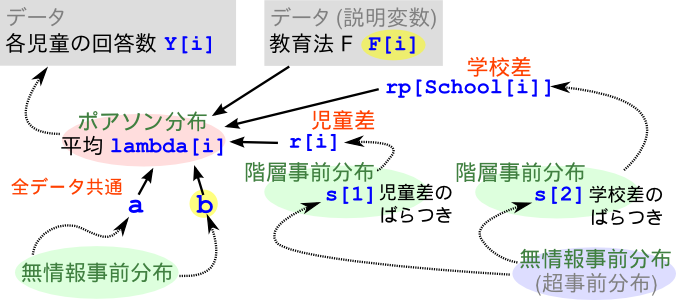 データ
各児童の回答数 Y[i]
データ (説明変数)
教育法 F F[i]
学校差
rp[School[i]]
ポアソン分布
平均 lambda[i]
児童差
r[i]
全データ共通
a
b
階層事前分布
s[1] 児童差の
ばらつき
階層事前分布
s[2] 学校差の
ばらつき
無情報事前分布
無情報事前分布
(超事前分布)